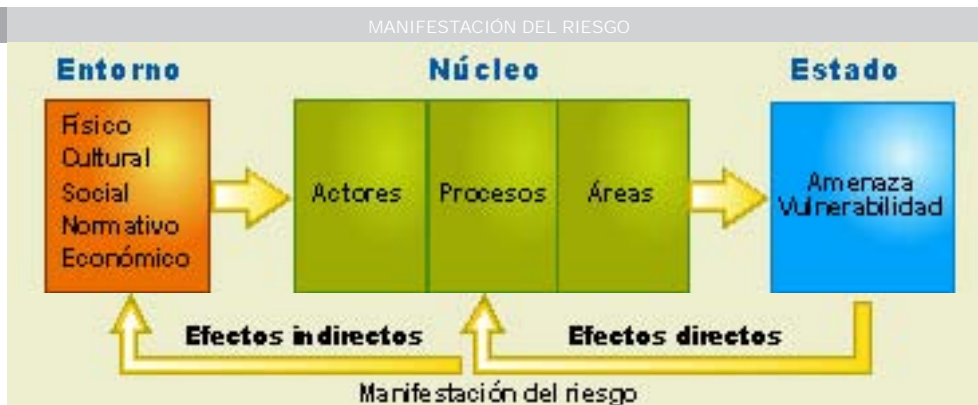 MANIFESTACIÓN DEL RIESGO
Entorno
Núcleo
Estado
Físico
Cultural
Social
Normativo
Económico
Actores
Procesos
Áreas
Amenaza
Vulnerabilidad
Efectos indirectos
Efectos directos
Manifestación del riesgo